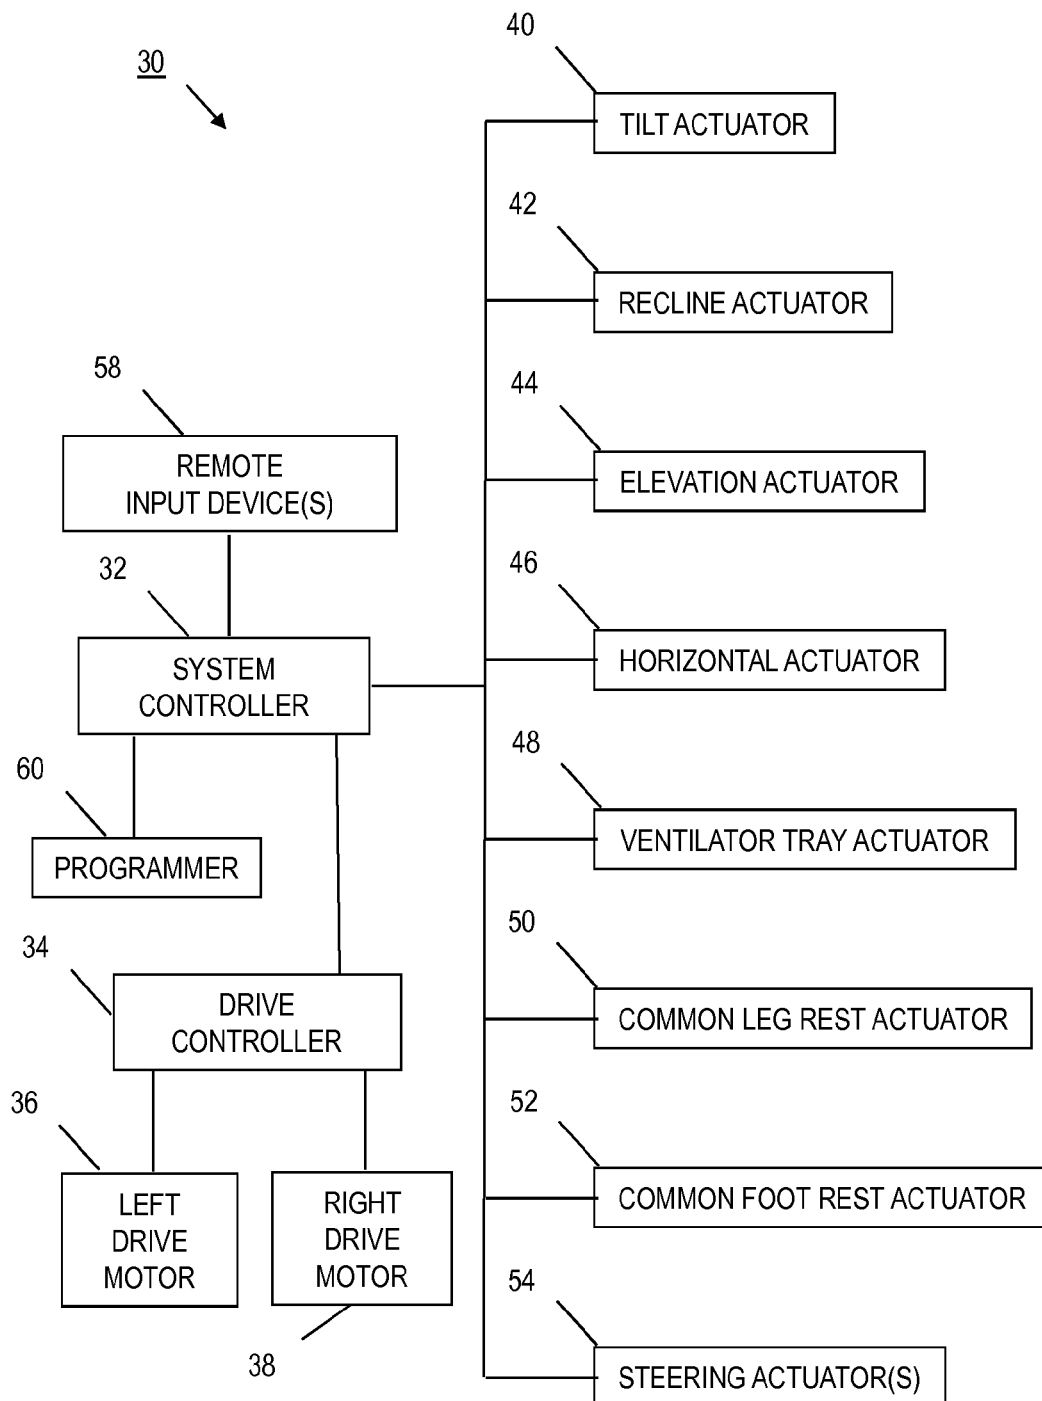 30
40
TILT ACTUATOR
42
RECLINE ACTUATOR
44
ELEVATION ACTUATOR
46
HORIZONTAL ACTUATOR
48
VENTILATOR TRAY ACTUATOR
50
COMMON LEG REST ACTUATOR
52
COMMON FOOT REST ACTUATOR
54
STEERING ACTUATOR(S)
58
REMOTE
INPUT DEVICE(S)
32
SYSTEM
CONTROLLER
60
PROGRAMMER
34
DRIVE
CONTROLLER
36
LEFT
DRIVE
MOTOR
RIGHT
DRIVE
MOTOR
38